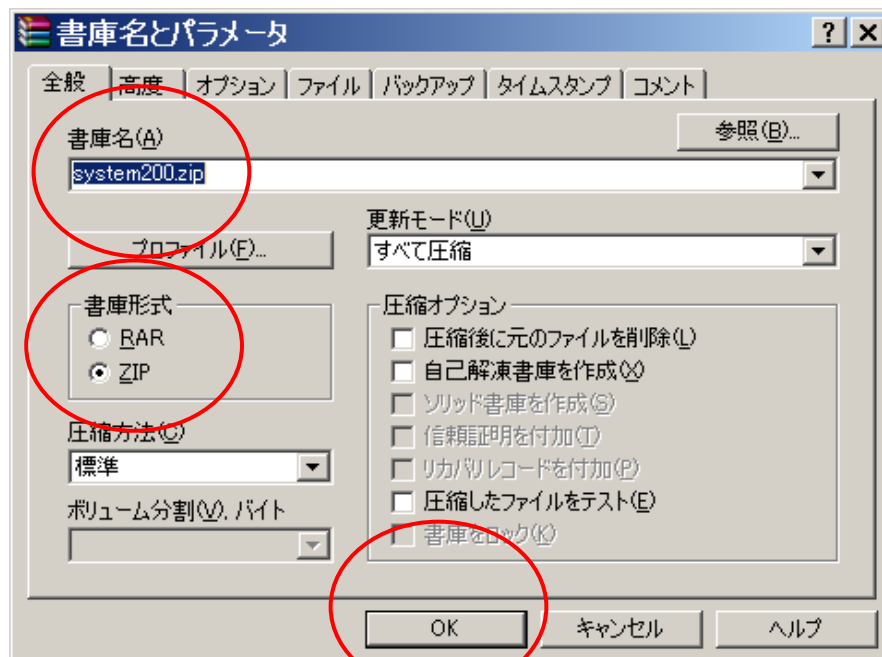 書庫名とパラメータ
全般 高度 オプション ファイル バックアップ タイムスタンプ コメント
書庫名(A)
参照(B)...
system200.zip
更新モード(U)
プロファイル(F)...
すべて圧縮
書庫形式
RAR
ZIP
圧縮方法(C)
標準
ボリューム分割(V), バイト
圧縮オプション
圧縮後に元のファイルを削除(L)
自己解凍書庫を作成(X)
ソリッド書庫を作成(S)
信頼証明を付加(T)
リカバリレコードを付加(P)
圧縮したファイルをテスト(E)
書庫をロック(K)
OK キャンセル ヘルプ